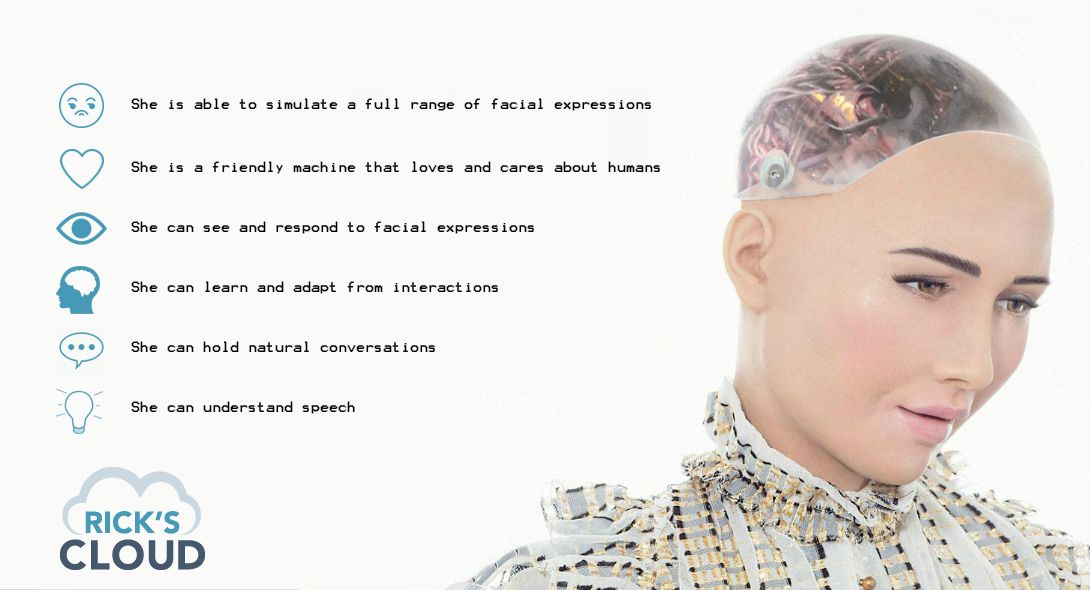 She is able to simulate a full range of facial expressions
She is a friendly machine that loves and cares about humans
She can see and respond to facial expressions
She can learn and adapt from interactions
She can hold natural conversations
She can understand speech
RICK'S
CLOUD